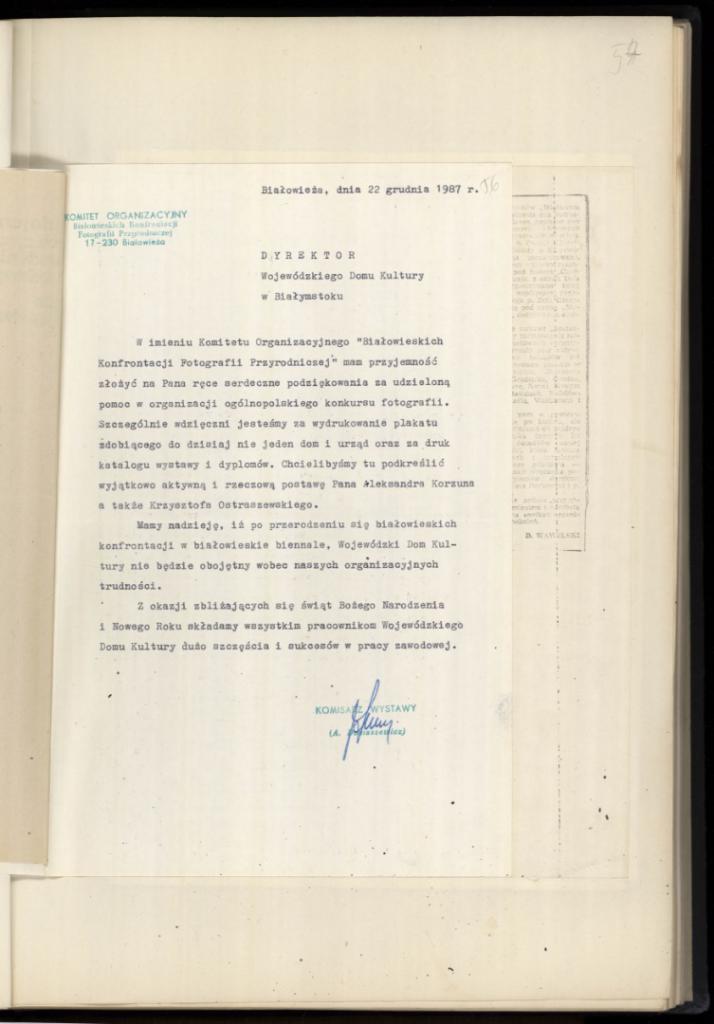 57
Białowieża, dnia 22 grudnia 1987 r.
56
KOMITET ORGANIZACYJNY
Białowieskich Konfrontacji
Fotografii Przyrodniczej
17-230 Białowieża
D Y R E K T O R
Wojewódzkiego Domu Kultury
w Białymstoku
W imieniu Komitetu Organizacyjnego "Białowieskich
Konfrontacji Fotografii Przyrodniczej" mam przyjemność
złożyć na Pana ręce serdeczne podziękowania za udzieloną
pomoc w organizacji ogólnopolskiego konkursu fotografii.
Szczególnie wdzięczni jesteśmy za wydrukowanie plakatu
zdobiącego do dzisiaj nie jeden dom i urząd oraz za druk
katalogu wystawy i dyplomów. Chcielibyśmy tu podkreślić
wyjątkowo aktywną i rzeczową postawę Pana Aleksandra Korzuna
a także Krzysztofa Ostraszewskiego.
Mamy nadzieję, iż po przerodzeniu się białowieskich
konfrontacji w białowieskie biennale, Wojewódzki Dom Kul-
tury nie będzie obojętny wobec naszych organizacyjnych
trudności.
Z okazji zbliżających się świąt Bożego Narodzenia
i Nowego Roku składamy wszystkim pracownikom Wojewódzkiego
Domu Kultury dużo szczęścia i sukcesów w pracy zawodowej.
KOMISARZ WYSTAWY
(A.